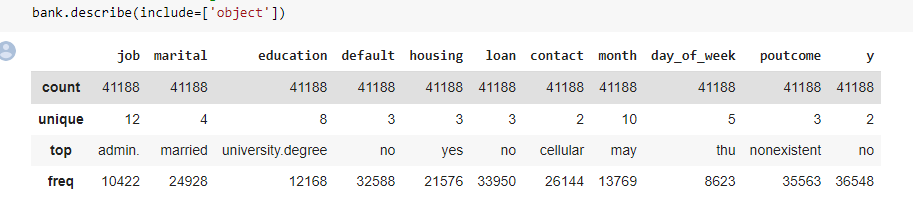 bank.describe(include=['object'])
job marital education default housing loan contact month day_of_week poutcome y
count 41188 41188 41188 41188 41188 41188 41188 41188 41188 41188 41188
unique 12 4 8 3 3 3 2 10 5 3 2
top admin. married university.degree no yes no cellular may thu nonexistent no
freq 10422 24928 12168 32588 21576 33950 26144 13769 8623 35563 36548